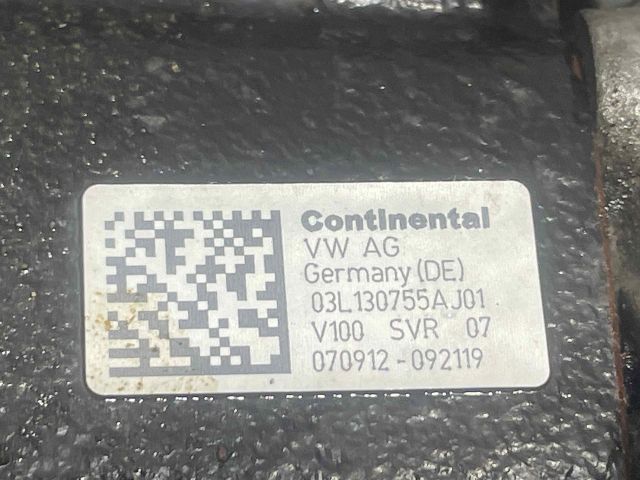 Continental
VW AG
Germany (DE)
03L130755AJ01
V100 SVR 07
070912-092119